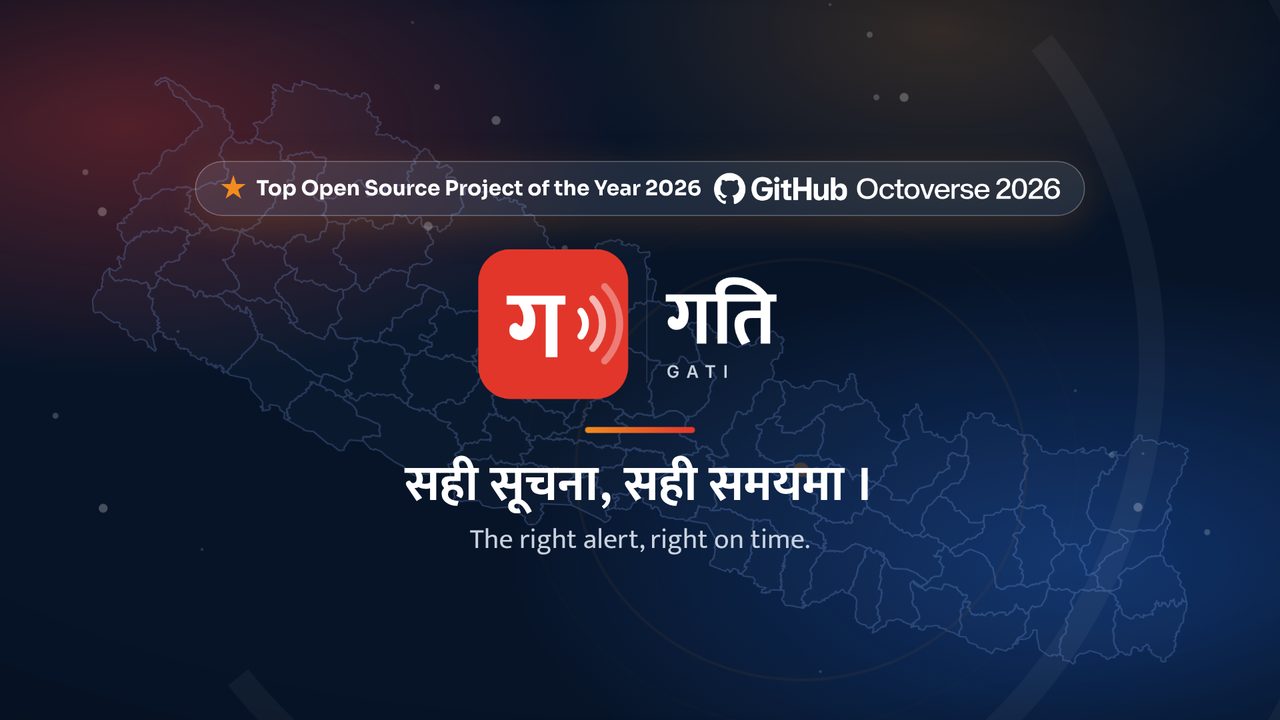 ★ Top Open Source Project of the Year 2026 GitHub Octoverse 2026
ग
गति
GATI
सही सूचना, सही समयमा ।
The right alert, right on time.